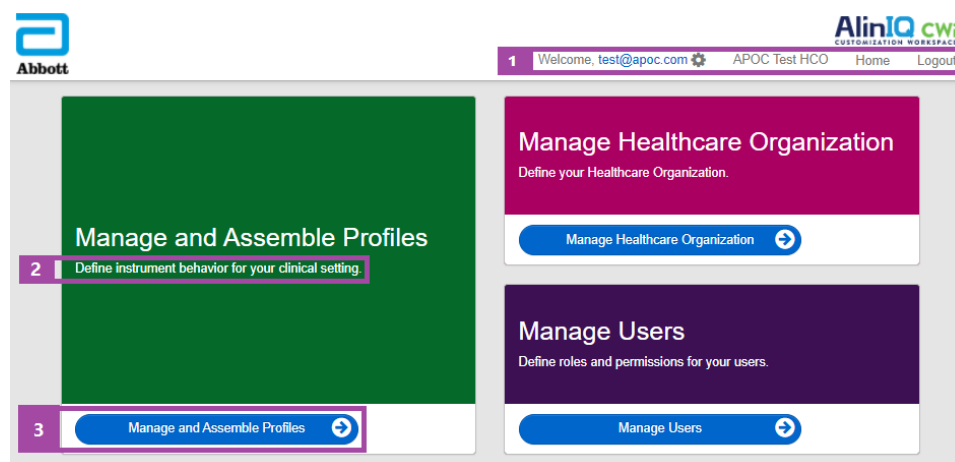 Abbott
AlinIQ CWi
CUSTOMIZATION WORKSPACE
1 Welcome, test@apoc.com APOC Test HCO Home Logout
Manage and Assemble Profiles
2 Define instrument behavior for your clinical setting.
3 Manage and Assemble Profiles
Manage Healthcare Organization
Define your Healthcare Organization.
Manage Healthcare Organization
Manage Users
Define roles and permissions for your users.
Manage Users